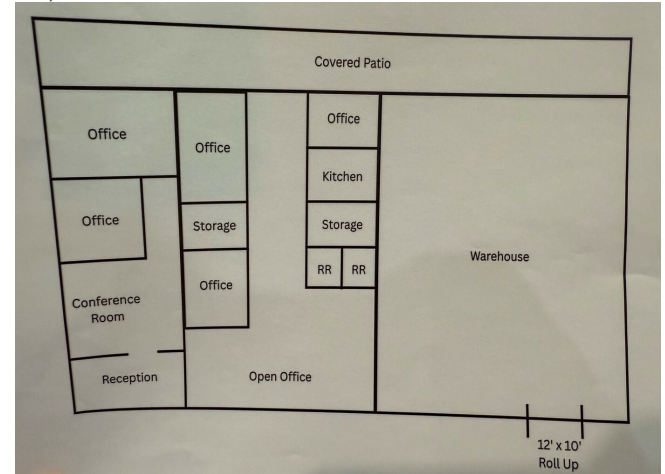 Covered Patio
Office
Office
Office
Kitchen
Office
Storage
Storage
Office
RR
RR
Warehouse
Conference
Room
Reception
Open Office
12' x 10'
Roll Up